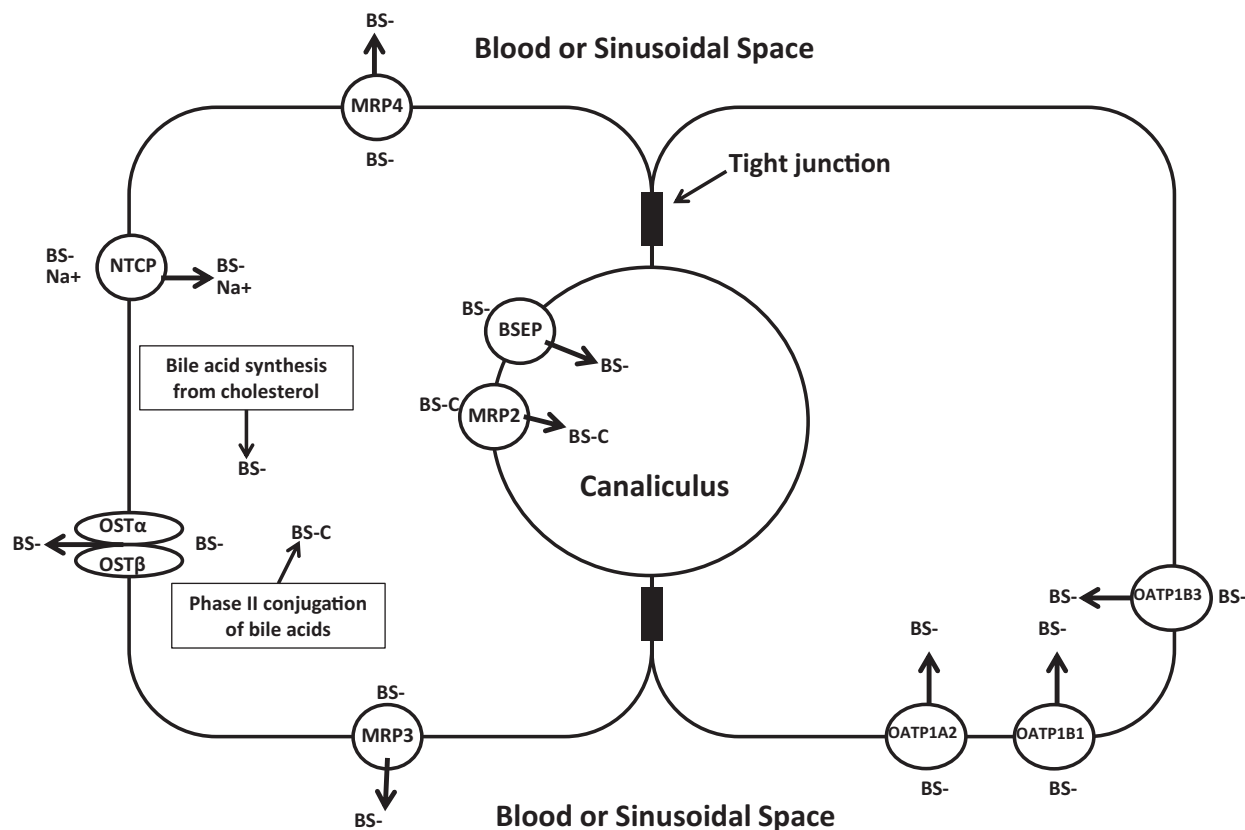 BS-
Blood or Sinusoidal Space
MRP4
BS-
Tight junction
BS-
Na+
NTCP
BS-
Na+
BS-
BSEP
BS-
Bile acid synthesis
from cholesterol
BS-C
MRP2
BS-C
BS-
Canaliculus
OSTα
BS-
BS-
OSTβ
BS-C
Phase II conjugation
of bile acids
BS-
OATP1B3
BS-
BS-
BS-
BS-
MRP3
OATP1A2
OATP1B1
BS-
BS-
BS-
Blood or Sinusoidal Space